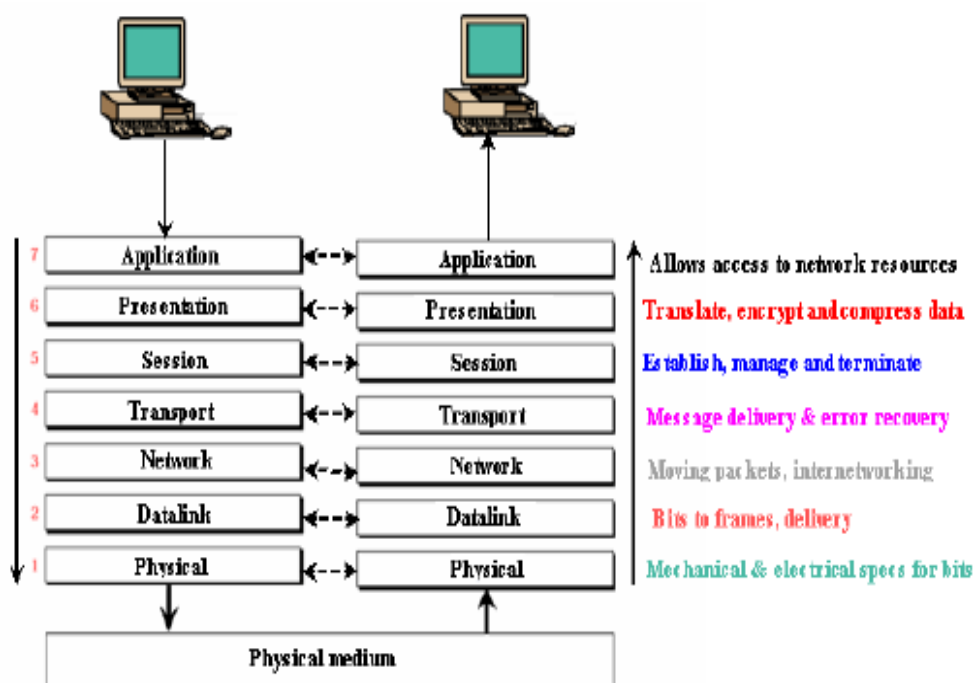 7 Application Application Allows access to network resources
6 Presentation Presentation Translate, encrypt and compress data
5 Session Session Establish, manage and terminate
4 Transport Transport Message delivery & error recovery
3 Network Network Moving packets, internetworking
2 Datalink Datalink Bits to frames, delivery
1 Physical Physical Mechanical & electrical specs for bits
Physical medium